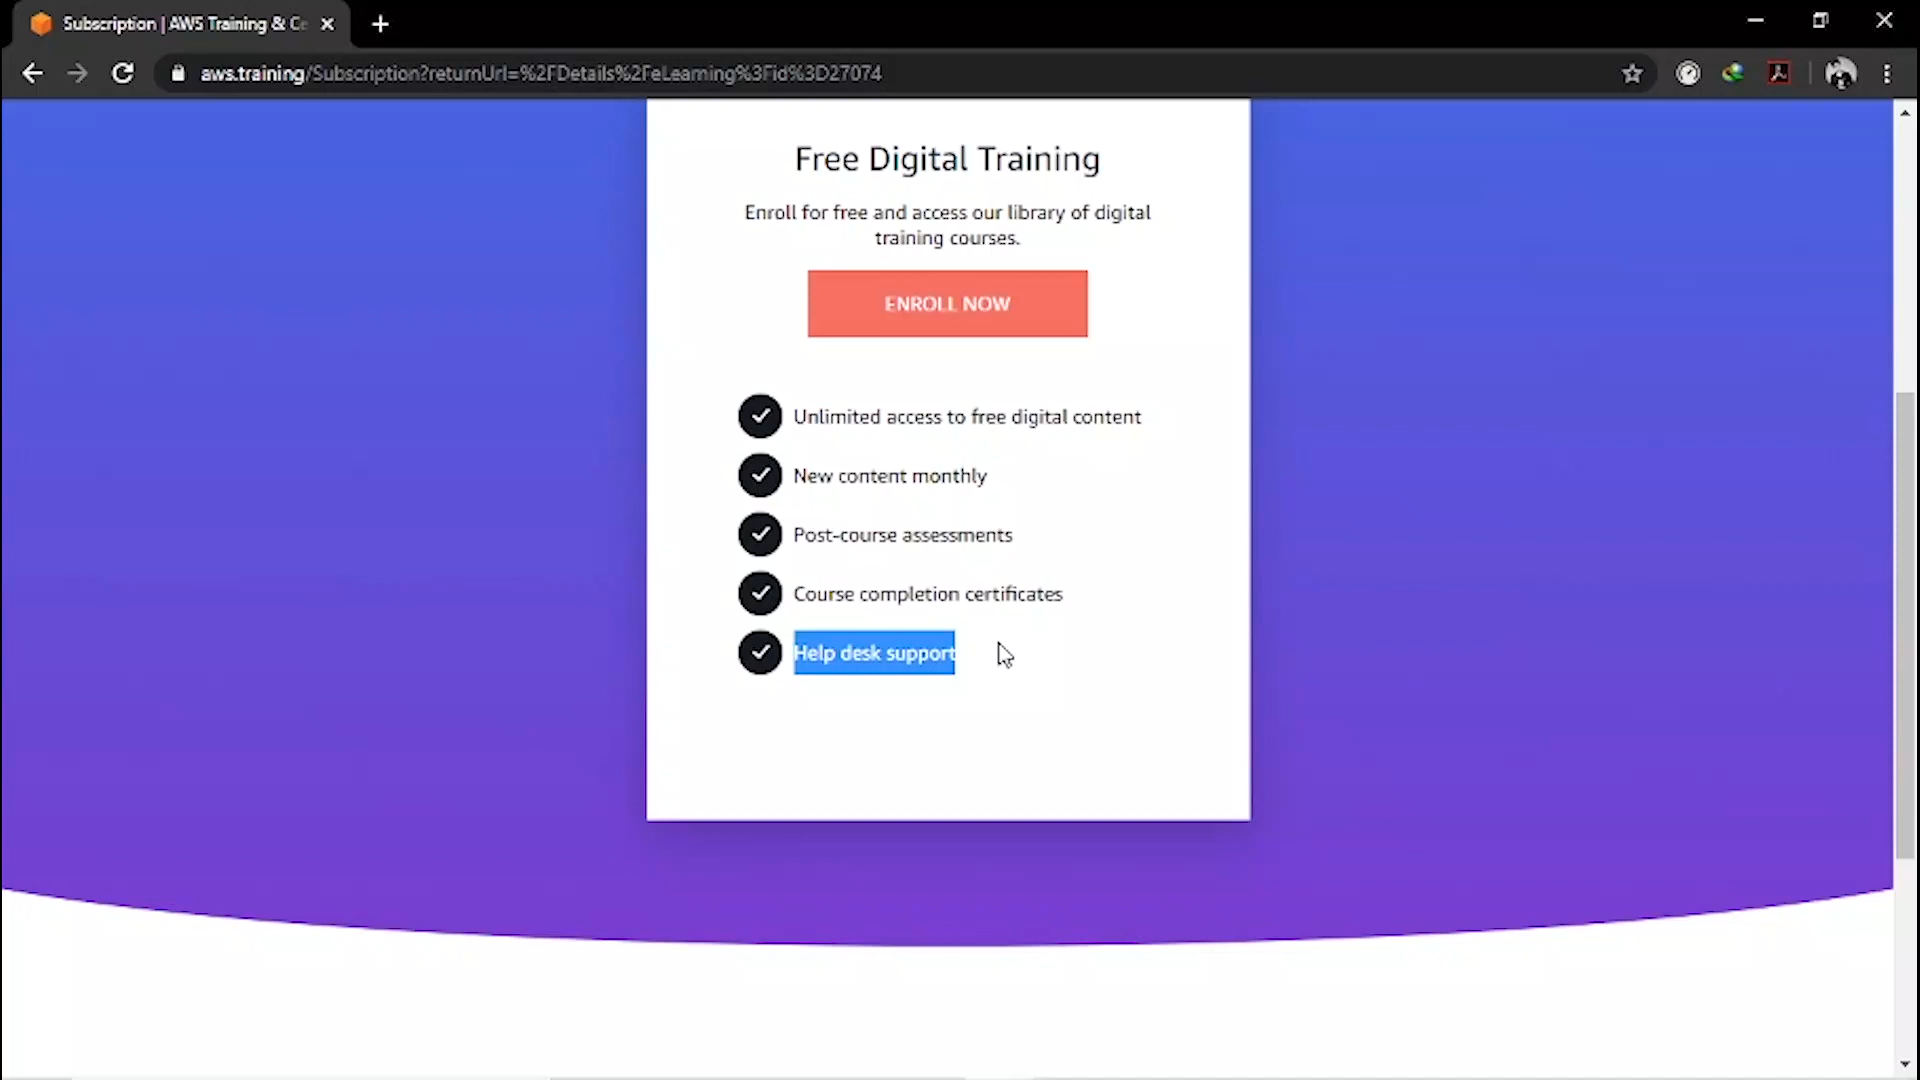 Subscription | AWS Training & Ce
aws.training/Subscription?returnUrl=%2FDetails%2FeLearning%3Fid%3D27074
Free Digital Training
Enroll for free and access our library of digital
training courses.
ENROLL NOW
Unlimited access to free digital content
New content monthly
Post-course assessments
Course completion certificates
Help desk support